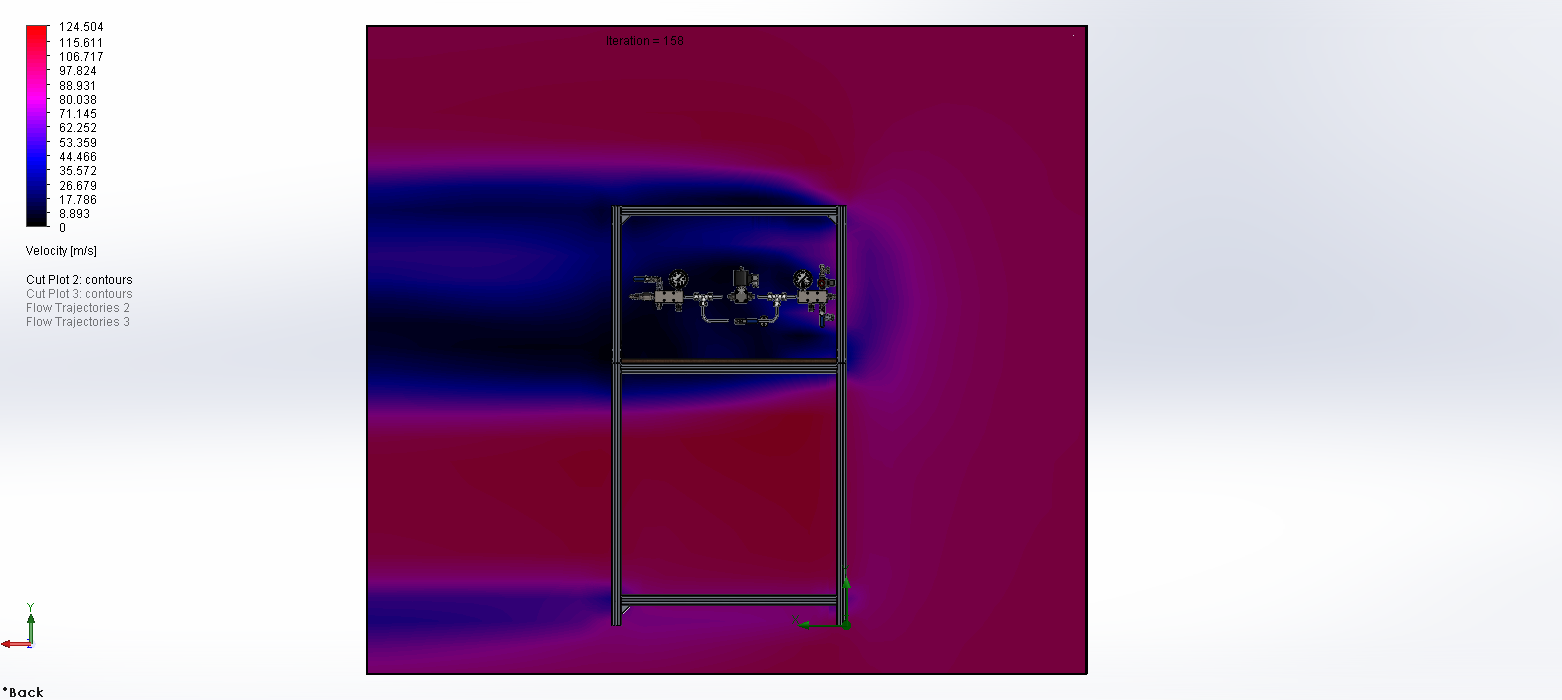 124.504
115.611
106.717
97.824
88.931
80.038
71.145
62.252
53.359
44.466
35.572
26.679
17.786
8.893
0
Velocity [m/s]
Cut Plot 2: contours
Cut Plot 3: contours
Flow Trajectories 2
Flow Trajectories 3
Iteration = 158
Y
*Back